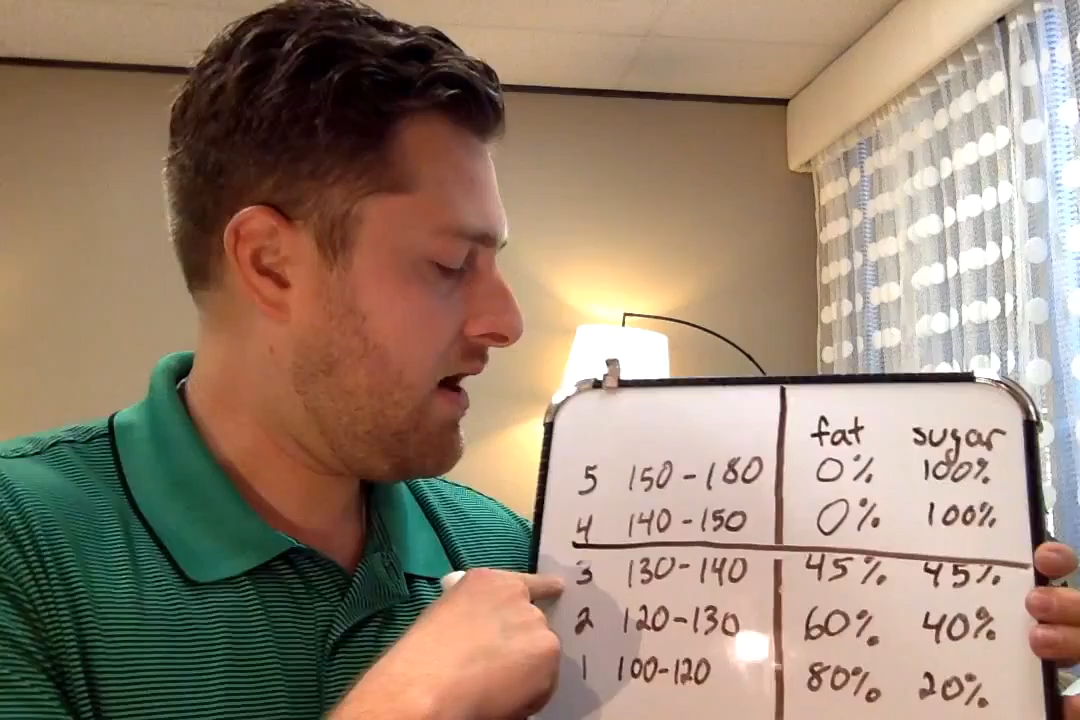 fat sugar
5 150-180 0% 100%
4 140-150 0% 100%
3 130-140 45% 45%
2 120-130 60% 40%
1 100-120 80% 20%